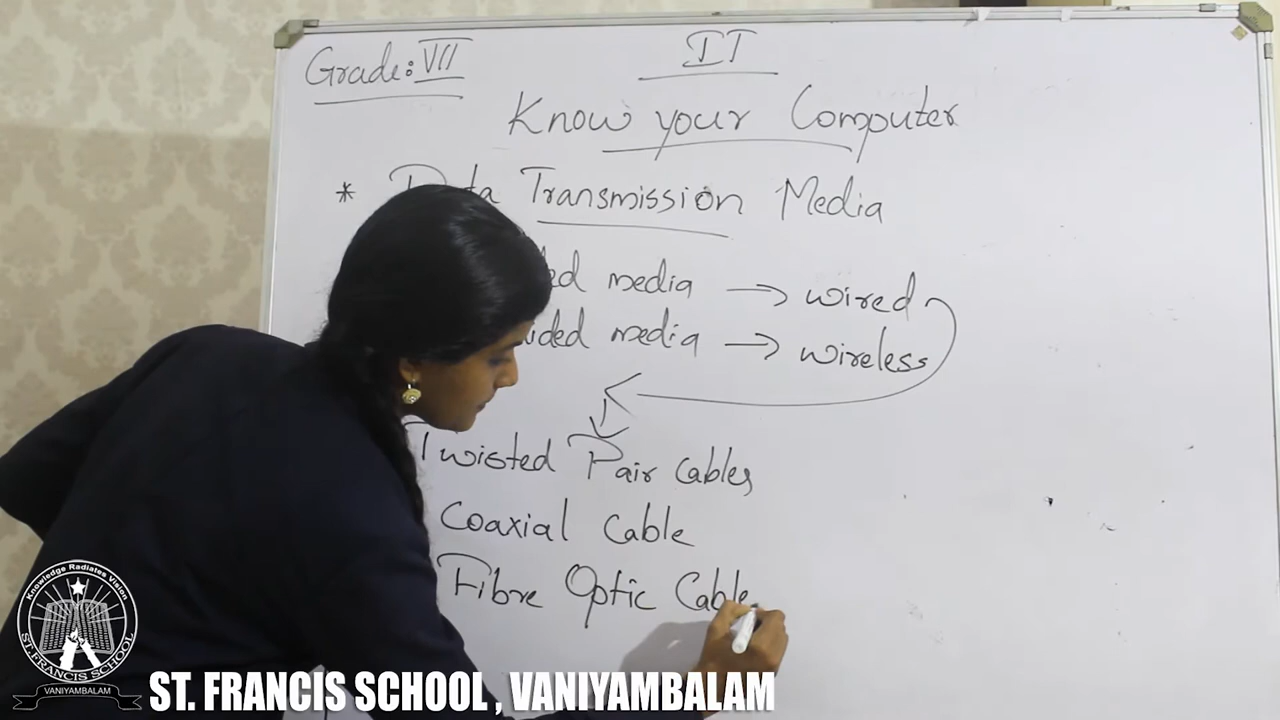 Grade: VII
IT
Know your Computer
* Data Transmission Media
media → wired
media → wireless
Twisted Pair Cables
Coaxial Cable
Fibre Optic Cable
Knowledge Radiates Vision
ST. FRANCIS SCHOOL
VANIYAMBALAM
ST. FRANCIS SCHOOL, VANIYAMBALAM